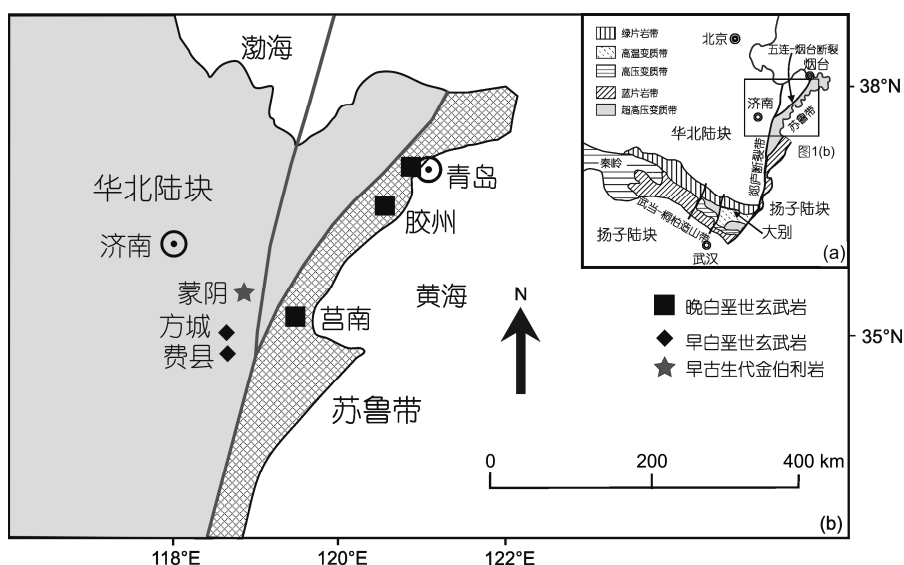 渤海
华北陆块
济南
蒙阴
方城
费县
青岛
胶州
莒南
黄海
苏鲁带
N
晚白垩世玄武岩
早白垩世玄武岩
早古生代金伯利岩
0
200
400 km
(b)
118°E
120°E
122°E
38°N
35°N
绿片岩带
高温变质带
高压变质带
蓝片岩带
超高压变质带
北京
五连-烟台断裂
烟台
济南
苏鲁带
华北陆块
郯庐断裂带
图1(b)
秦岭
武当-桐柏造山带
扬子陆块
扬子陆块
大别
武汉
(a)